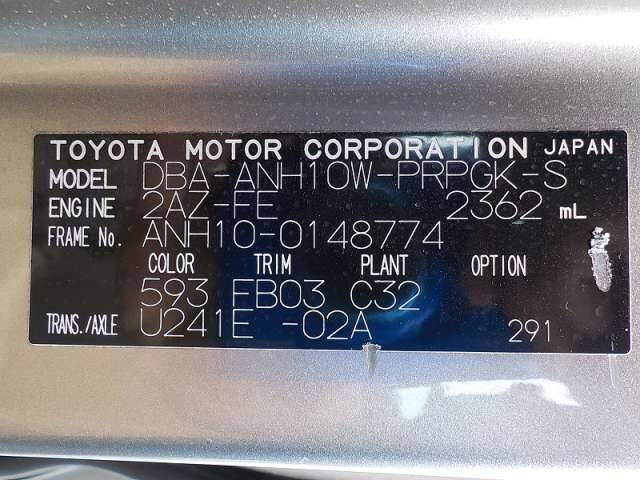 TOYOTA MOTOR CORPORATION JAPAN
MODEL DBA-ANH10W-PRPGK-S
ENGINE 2AZ-FE 2362 mL
FRAME No. ANH10-0148774
COLOR TRIM PLANT OPTION
593 FB03 C32
TRANS./AXLE U241E -02A 291